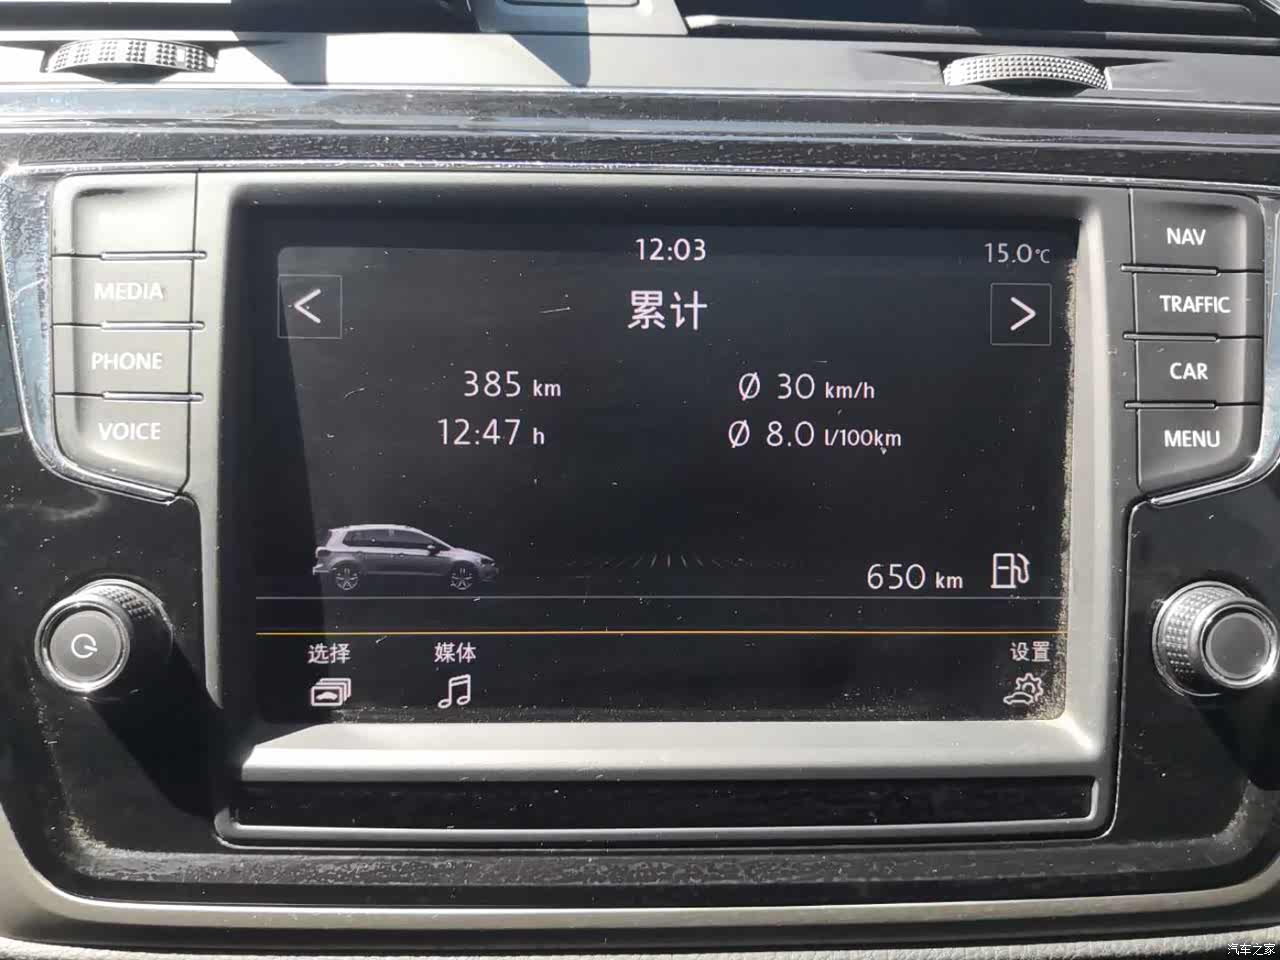 12:03
15.0°C
累计
385 km
Ø 30 km/h
12:47 h
Ø 8.0 l/100km
650 km
选择
媒体
设置
MEDIA
PHONE
VOICE
NAV
TRAFFIC
CAR
MENU
汽车之家